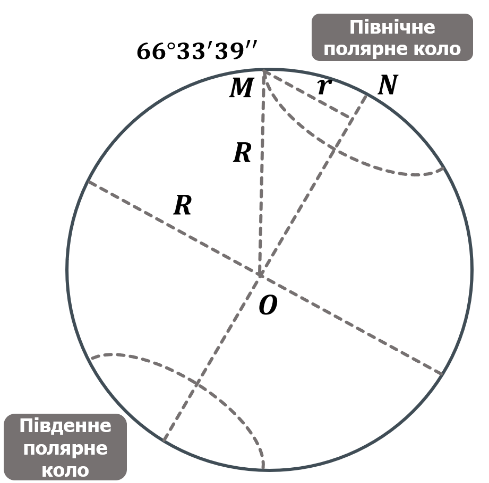 Північне
полярне коло
66°33′39′′
M
r
N
R
R
O
Південне
полярне
коло